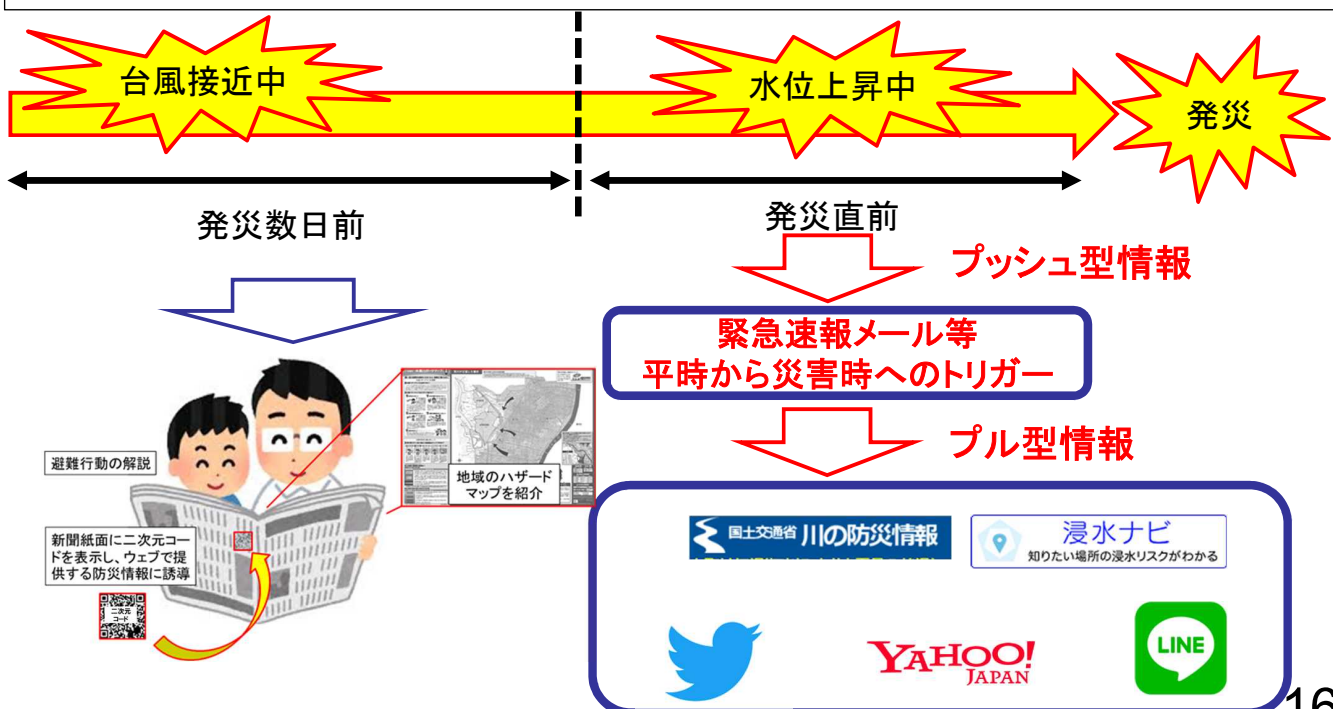 台風接近中
水位上昇中
発災
発災数日前
発災直前
プッシュ型情報
緊急速報メール等
平時から災害時へのトリガー
プル型情報
避難行動の解説
地域のハザード
マップを紹介
新聞紙面に二次元コー
ドを表示し、ウェブで提
供する防災情報に誘導
二次元
コード
国土交通省 川の防災情報
浸水ナビ
知りたい場所の浸水リスクがわかる
YAHOO!
JAPAN
LINE
16